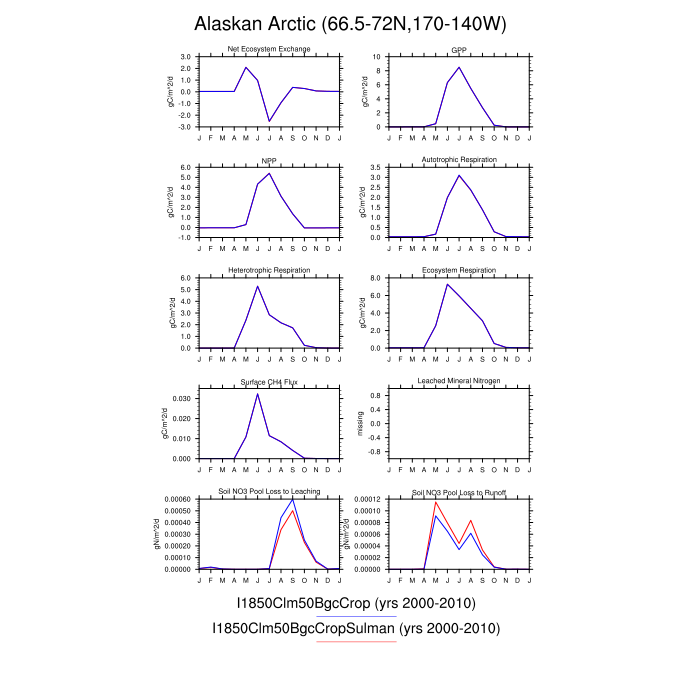 Alaskan Arctic (66.5-72N,170-140W)
Net Ecosystem Exchange
gC/m^2/d
3.0
2.0
1.0
0.0
-1.0
-2.0
-3.0
J F M A M J J A S O N D J
GPP
gC/m^2/d
10
8
6
4
2
0
J F M A M J J A S O N D J
NPP
gC/m^2/d
6.0
5.0
4.0
3.0
2.0
1.0
0.0
-1.0
J F M A M J J A S O N D J
Autotrophic Respiration
gC/m^2/d
3.5
3.0
2.5
2.0
1.5
1.0
0.5
0.0
J F M A M J J A S O N D J
Heterotrophic Respiration
gC/m^2/d
6.0
5.0
4.0
3.0
2.0
1.0
0.0
J F M A M J J A S O N D J
Ecosystem Respiration
gC/m^2/d
8.0
6.0
4.0
2.0
0.0
J F M A M J J A S O N D J
Surface CH4 Flux
gC/m^2/d
0.030
0.020
0.010
0.000
J F M A M J J A S O N D J
Leached Mineral Nitrogen
missing
0.8
0.4
-0.0
-0.4
-0.8
J F M A M J J A S O N D J
Soil NO3 Pool Loss to Leaching
gN/m^2/d
0.00060
0.00050
0.00040
0.00030
0.00020
0.00010
0.00000
J F M A M J J A S O N D J
Soil NO3 Pool Loss to Runoff
gN/m^2/d
0.00012
0.00010
0.00008
0.00006
0.00004
0.00002
0.00000
J F M A M J J A S O N D J
I1850Clm50BgcCrop (yrs 2000-2010)
I1850Clm50BgcCropSulman (yrs 2000-2010)